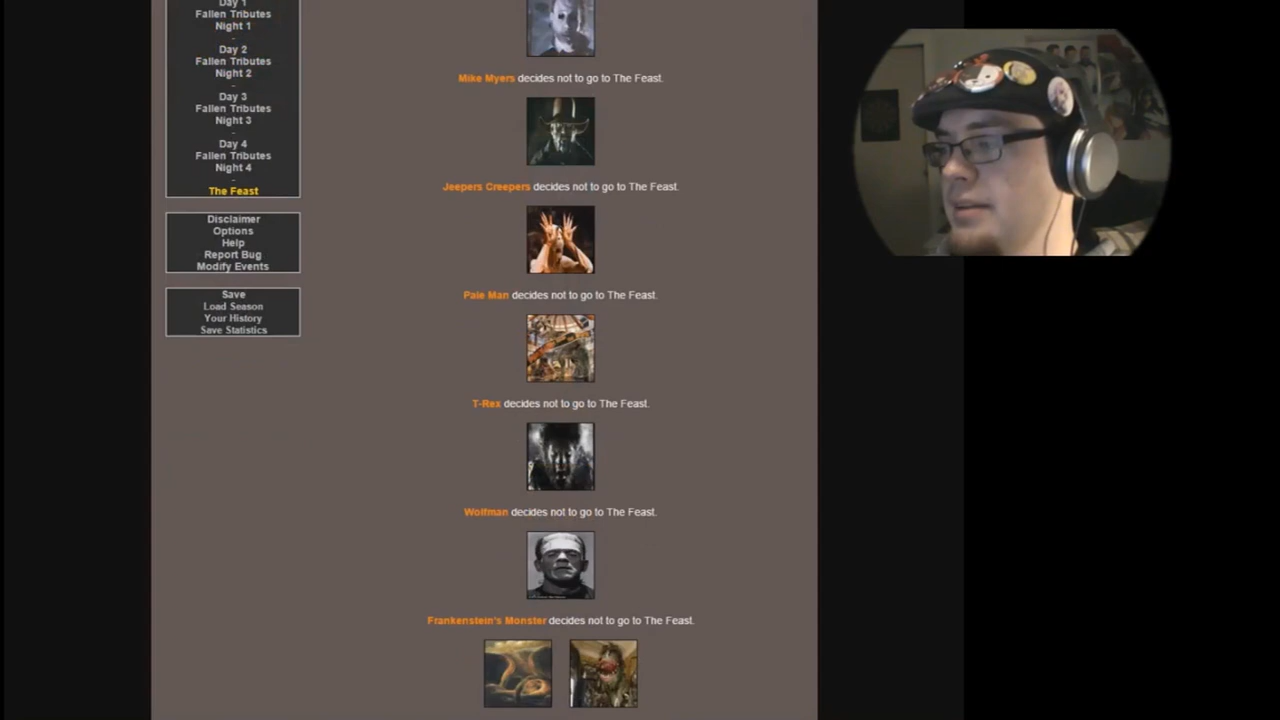 Day 1
Fallen Tributes
Night 1
-
Day 2
Fallen Tributes
Night 2
-
Day 3
Fallen Tributes
Night 3
-
Day 4
Fallen Tributes
Night 4
-
The Feast
Disclaimer
Options
Help
Report Bug
Modify Events
Save
Load Season
Your History
Save Statistics
Mike Myers decides not to go to The Feast.
Jeepers Creepers decides not to go to The Feast.
Pale Man decides not to go to The Feast.
T-Rex decides not to go to The Feast.
Wolfman decides not to go to The Feast.
Frankenstein's Monster decides not to go to The Feast.